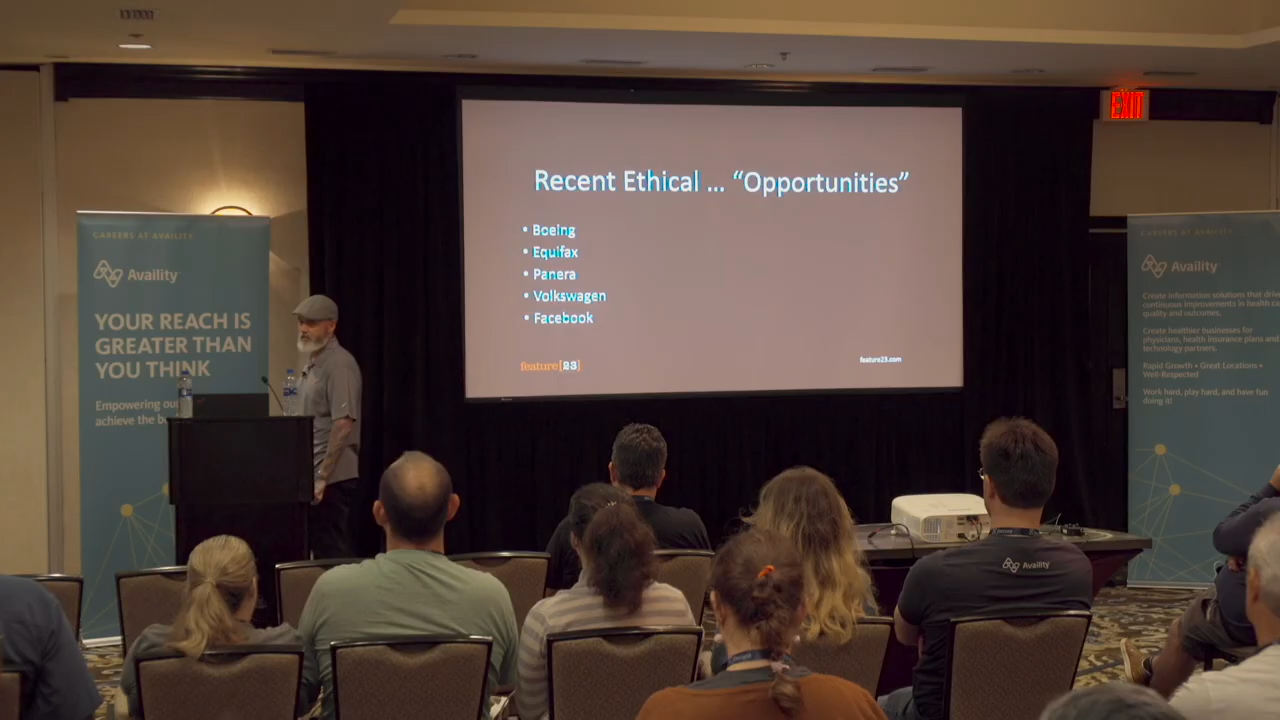 EXIT
Recent Ethical ... “Opportunities”
• Boeing
• Equifax
• Panera
• Volkswagen
• Facebook
feature[23]
feature23.com
CAREERS AT AVAILITY
Availity
YOUR REACH IS
GREATER THAN
YOU THINK
Empowering ou
achieve the b
CAREERS AT AVAILITY
Availity
Create information solutions that driv
continuous improvements in health c
quality and outcomes.
Create healthier businesses for
physicians, health insurance plans and
technology partners.
Rapid Growth • Great Locations •
Well-Respected
Work hard, play hard, and have fun
doing it!
Availity